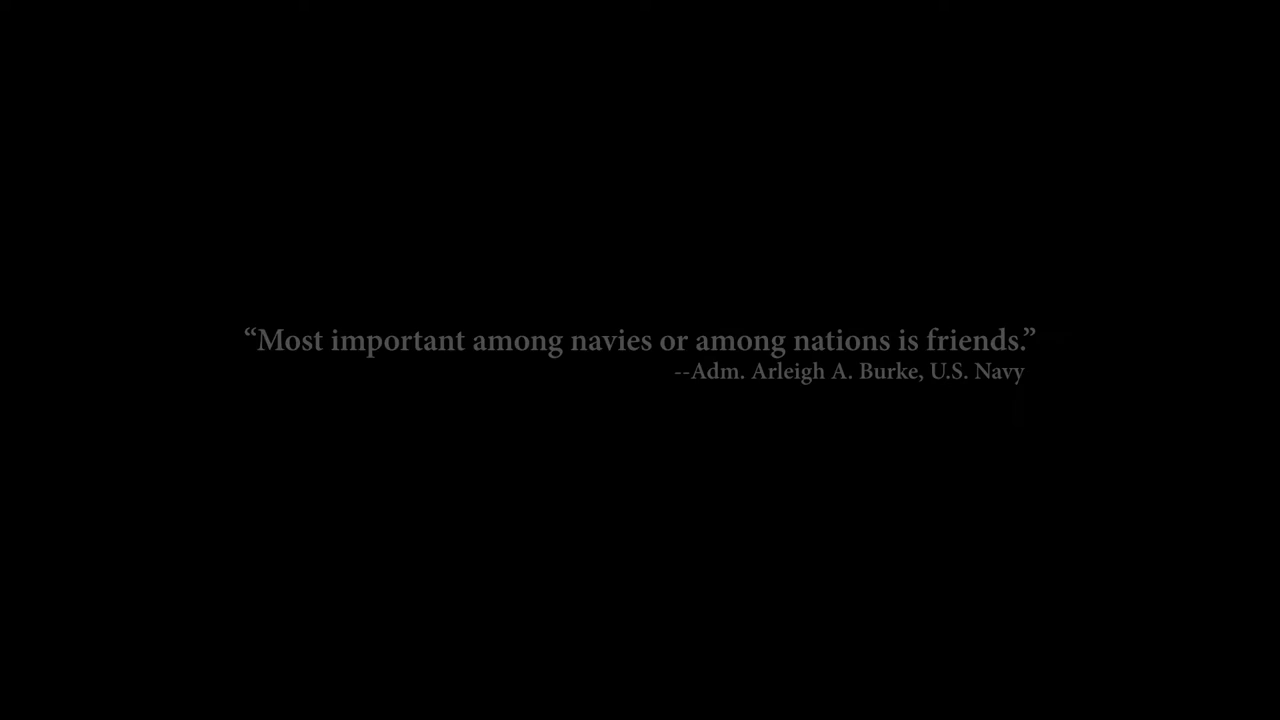 “Most important among navies or among nations is friends.”
--Adm. Arleigh A. Burke, U.S. Navy